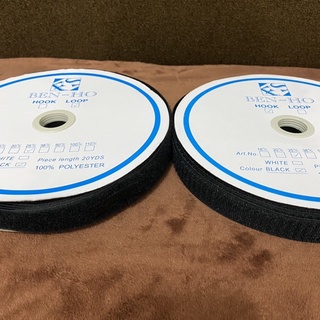 BEN-HO
HOOK LOOP
WHITE
Piece length 20YDS
BLACK
100% POLYESTER
BEN-HO
HOOK LOOP
Art.No
WHITE
Colour BLACK